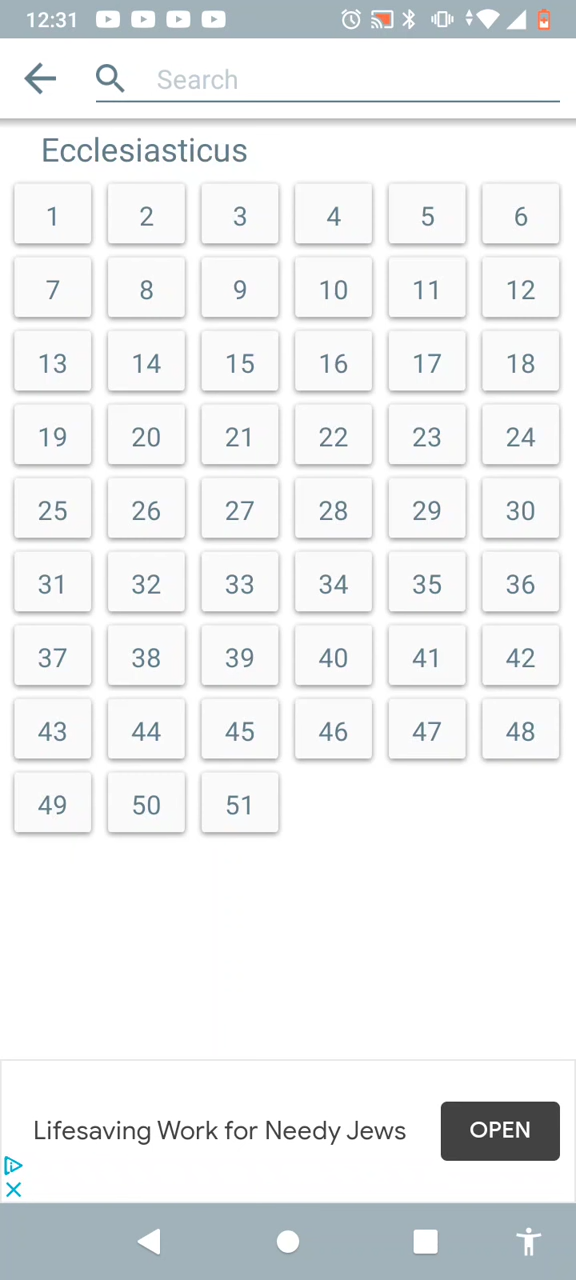 12:31
Search
Ecclesiasticus
1 2 3 4 5 6
7 8 9 10 11 12
13 14 15 16 17 18
19 20 21 22 23 24
25 26 27 28 29 30
31 32 33 34 35 36
37 38 39 40 41 42
43 44 45 46 47 48
49 50 51
Lifesaving Work for Needy Jews
OPEN